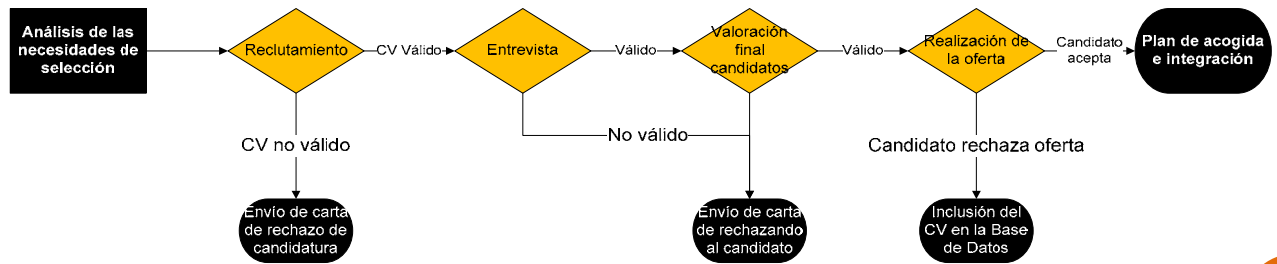 Análisis de las
necesidades de
selección
Reclutamiento
CV Válido
Entrevista
Válido
Valoración
final
candidatos
Válido
Realización de
la oferta
Candidato
acepta
Plan de acogida
e integración
CV no válido
No válido
Candidato rechaza oferta
Envío de carta
de rechazo de
candidatura
Envío de carta
de rechazando
al candidato
Inclusión del
CV en la Base
de Datos